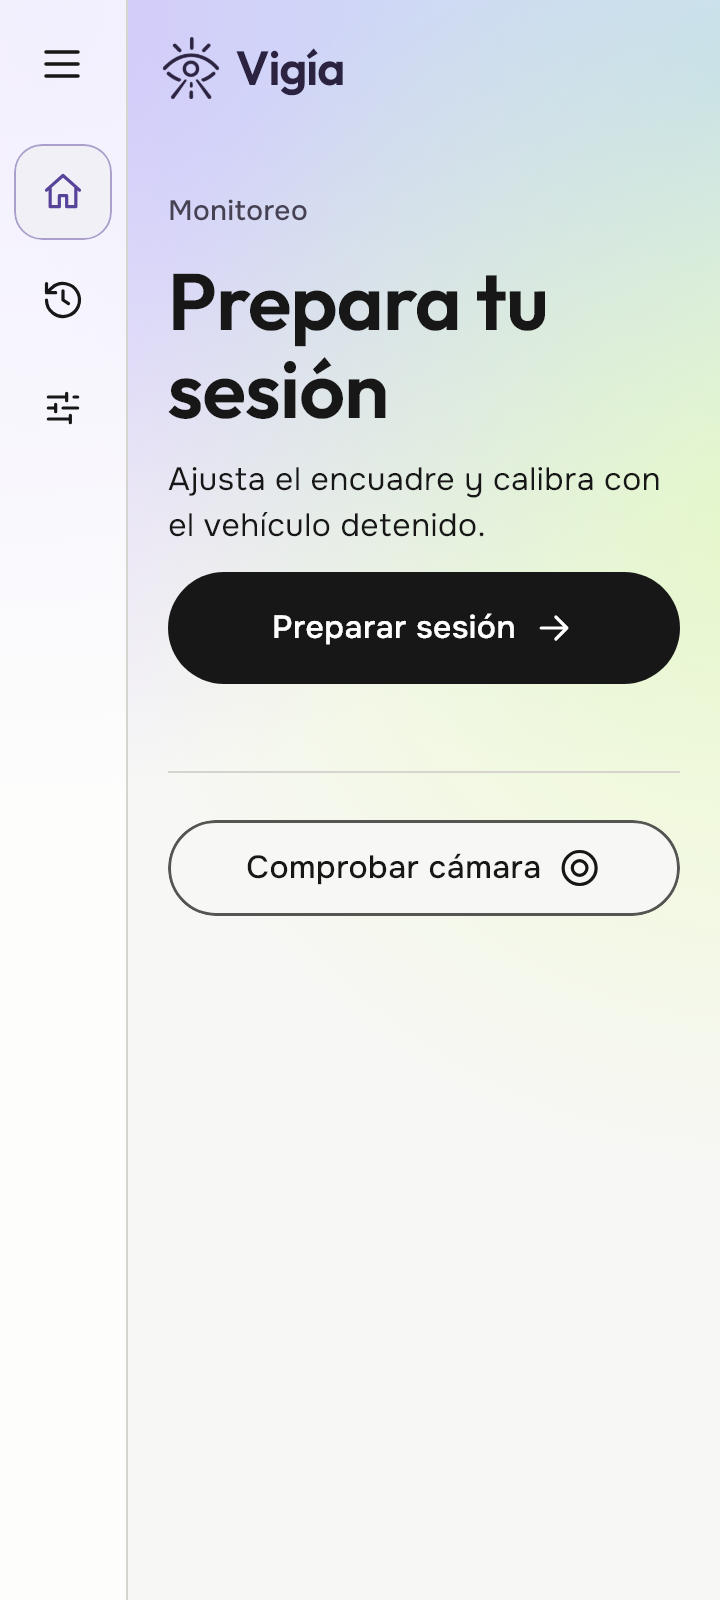 Vigía
Monitoreo
Prepara tu
sesión
Ajusta el encuadre y calibra con
el vehículo detenido.
Preparar sesión
Comprobar cámara